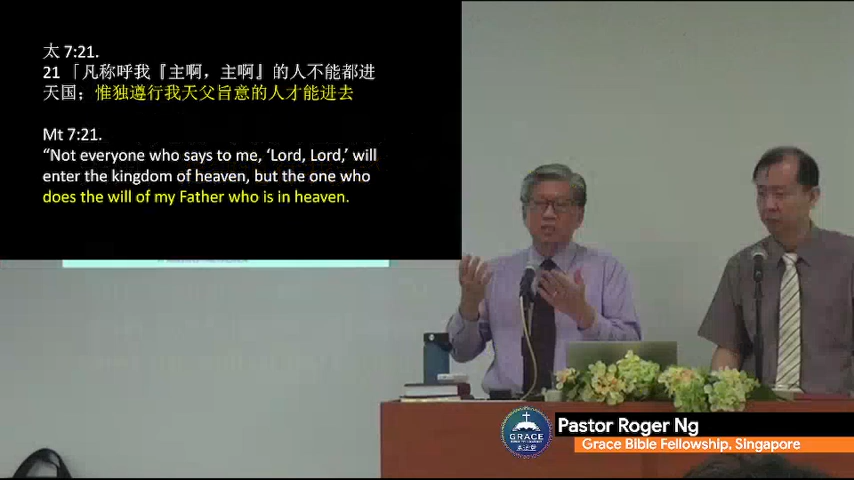 太 7:21.
21 「凡称呼我『主啊，主啊』的人不能都进
天国；惟独遵行我天父旨意的人才能进去
Mt 7:21.
“Not everyone who says to me, ‘Lord, Lord,’ will
enter the kingdom of heaven, but the one who
does the will of my Father who is in heaven.
GRACE
Pastor Roger Ng
Grace Bible Fellowship, Singapore